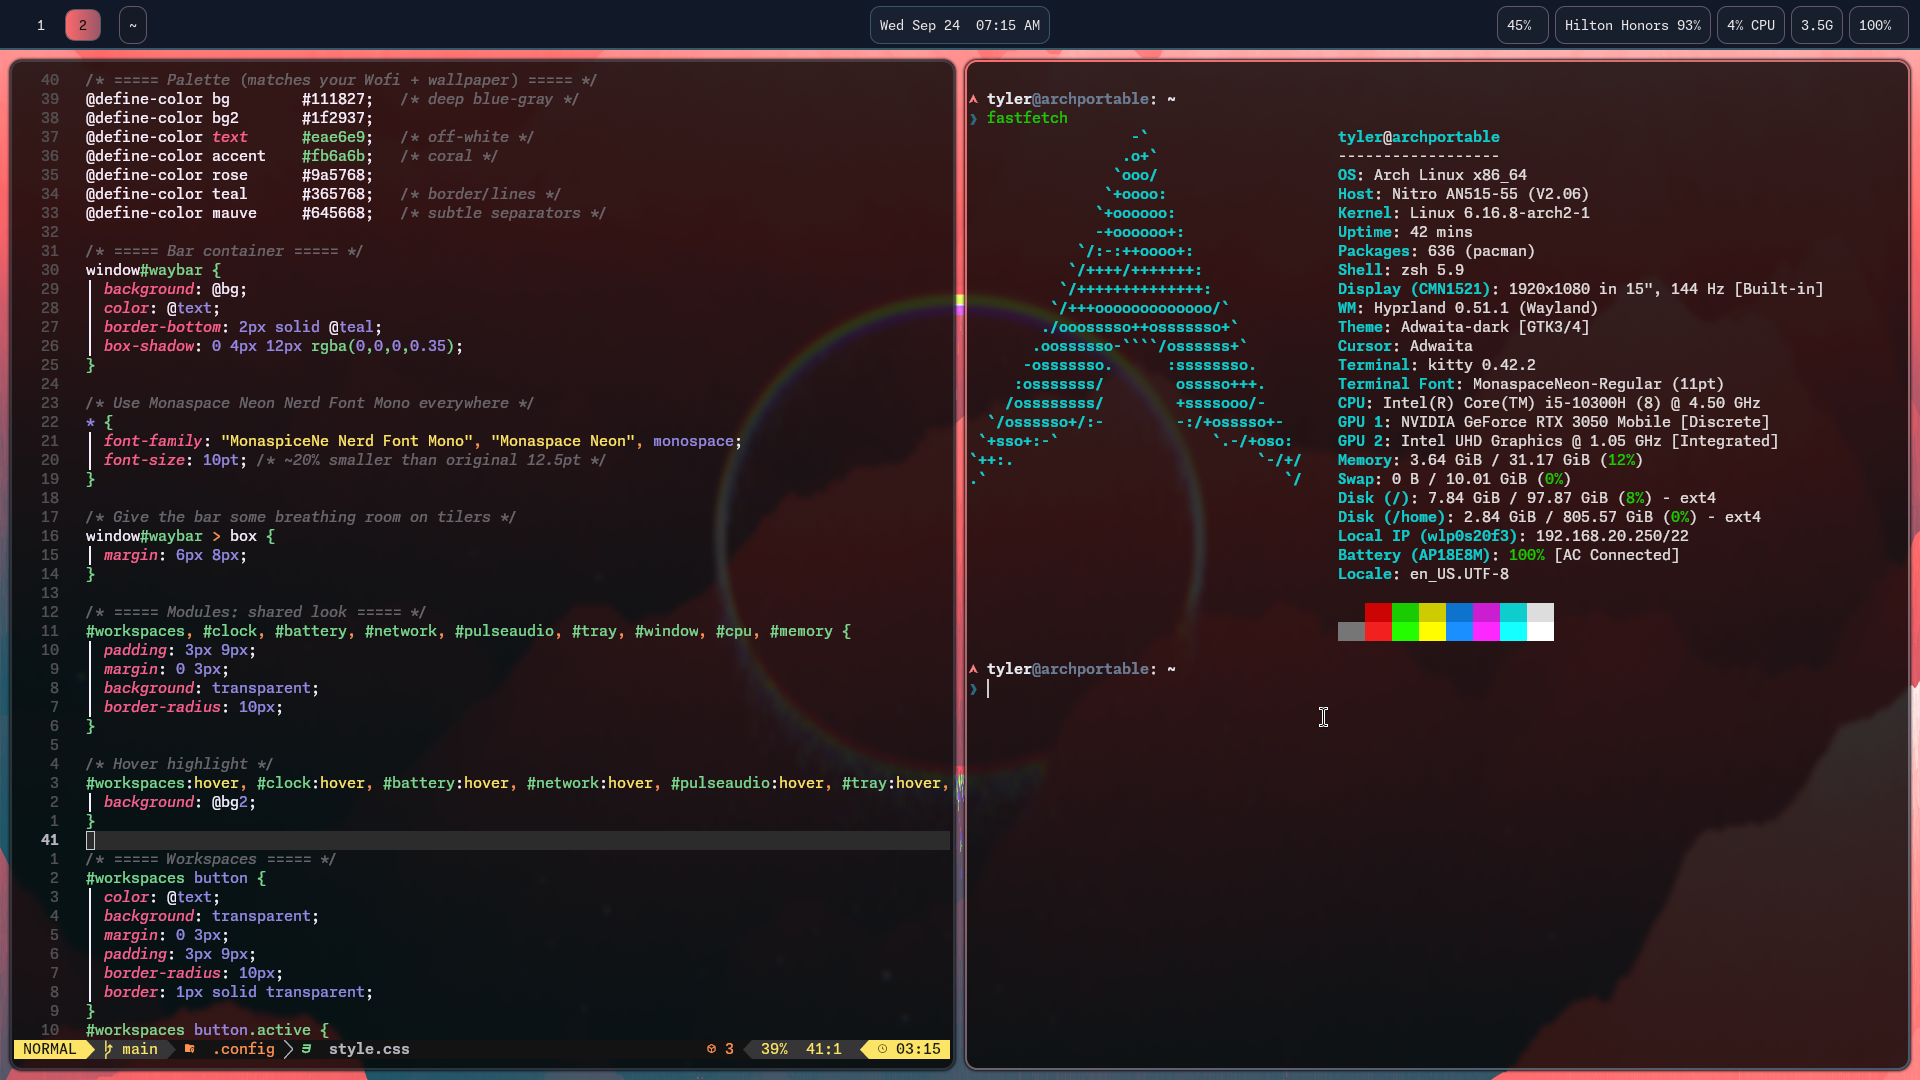 1 2 ~ Wed Sep 24 07:15 AM 45% Hilton Honors 93% 4% CPU 3.5G 100%
40 /* ===== Palette (matches your Wofi + wallpaper) ===== */
39 @define-color bg #111827; /* deep blue-gray */
38 @define-color bg2 #1f2937;
37 @define-color text #eae6e9; /* off-white */
36 @define-color accent #fb6a6b; /* coral */
35 @define-color rose #9a5768;
34 @define-color teal #365768; /* border/lines */
33 @define-color mauve #645668; /* subtle separators */
32
31 /* ===== Bar container ===== */
30 window#waybar {
29 background: @bg;
28 color: @text;
27 border-bottom: 2px solid @teal;
26 box-shadow: 0 4px 12px rgba(0,0,0,0.35);
25 }
24
23 /* Use Monaspace Neon Nerd Font Mono everywhere */
22 * {
21 font-family: "MonaspiceNe Nerd Font Mono", "Monaspace Neon", monospace;
20 font-size: 10pt; /* ~20% smaller than original 12.5pt */
19 }
18
17 /* Give the bar some breathing room on tilers */
16 window#waybar > box {
15 margin: 6px 8px;
14 }
13
12 /* ===== Modules: shared look ===== */
11 #workspaces, #clock, #battery, #network, #pulseaudio, #tray, #window, #cpu, #memory {
10 padding: 3px 9px;
9 margin: 0 3px;
8 background: transparent;
7 border-radius: 10px;
6 }
5
4 /* Hover highlight */
3 #workspaces:hover, #clock:hover, #battery:hover, #network:hover, #pulseaudio:hover, #tray:hover,
2 background: @bg2;
1 }
41
1 /* ===== Workspaces ===== */
2 #workspaces button {
3 color: @text;
4 background: transparent;
5 margin: 0 3px;
6 padding: 3px 9px;
7 border-radius: 10px;
8 border: 1px solid transparent;
9 }
10 #workspaces button.active {
NORMAL main .config style.css 3 39% 41:1 03:15
tyler@archportable: ~
❯ fastfetch
-`
.o+`
`ooo/
`+oooo:
`+oooooo:
-+oooooo+:
`/:-:++oooo+:
`/++++/+++++++:
`/++++++++++++++:
`/+++ooooooooooooo/`
./ooosssso++osssssso+`
.oossssso-````/ossssss+`
-osssssso. :ssssssso.
:osssssss/ osssso+++.
/ossssssss/ +ssssooo/-
`/ossssso+/:- -:/+osssso+-
`+sso+:-` `.-/+oso:
`++:. `-/+/
.` `/
tyler@archportable
------------------
OS: Arch Linux x86_64
Host: Nitro AN515-55 (V2.06)
Kernel: Linux 6.16.8-arch2-1
Uptime: 42 mins
Packages: 636 (pacman)
Shell: zsh 5.9
Display (CMN1521): 1920x1080 in 15", 144 Hz [Built-in]
WM: Hyprland 0.51.1 (Wayland)
Theme: Adwaita-dark [GTK3/4]
Cursor: Adwaita
Terminal: kitty 0.42.2
Terminal Font: MonaspaceNeon-Regular (11pt)
CPU: Intel(R) Core(TM) i5-10300H (8) @ 4.50 GHz
GPU 1: NVIDIA GeForce RTX 3050 Mobile [Discrete]
GPU 2: Intel UHD Graphics @ 1.05 GHz [Integrated]
Memory: 3.64 GiB / 31.17 GiB (12%)
Swap: 0 B / 10.01 GiB (0%)
Disk (/): 7.84 GiB / 97.87 GiB (8%) - ext4
Disk (/home): 2.84 GiB / 805.57 GiB (0%) - ext4
Local IP (wlp0s20f3): 192.168.20.250/22
Battery (AP18E8M): 100% [AC Connected]
Locale: en_US.UTF-8
tyler@archportable: ~
❯